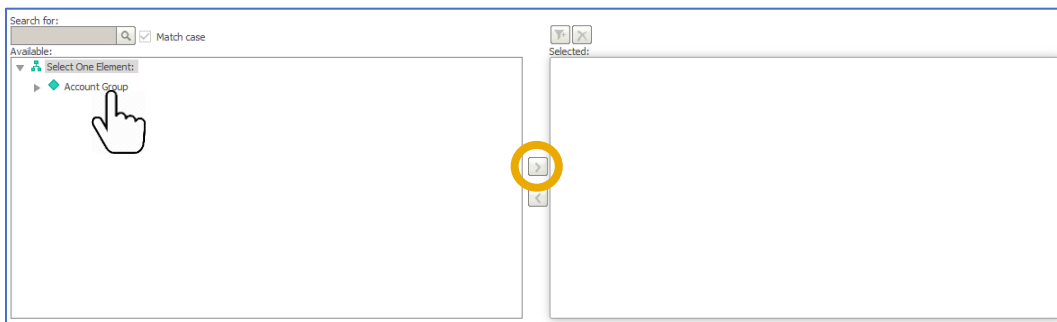 Search for:
Match case
Available:
Selected:
Select One Element:
Account Group